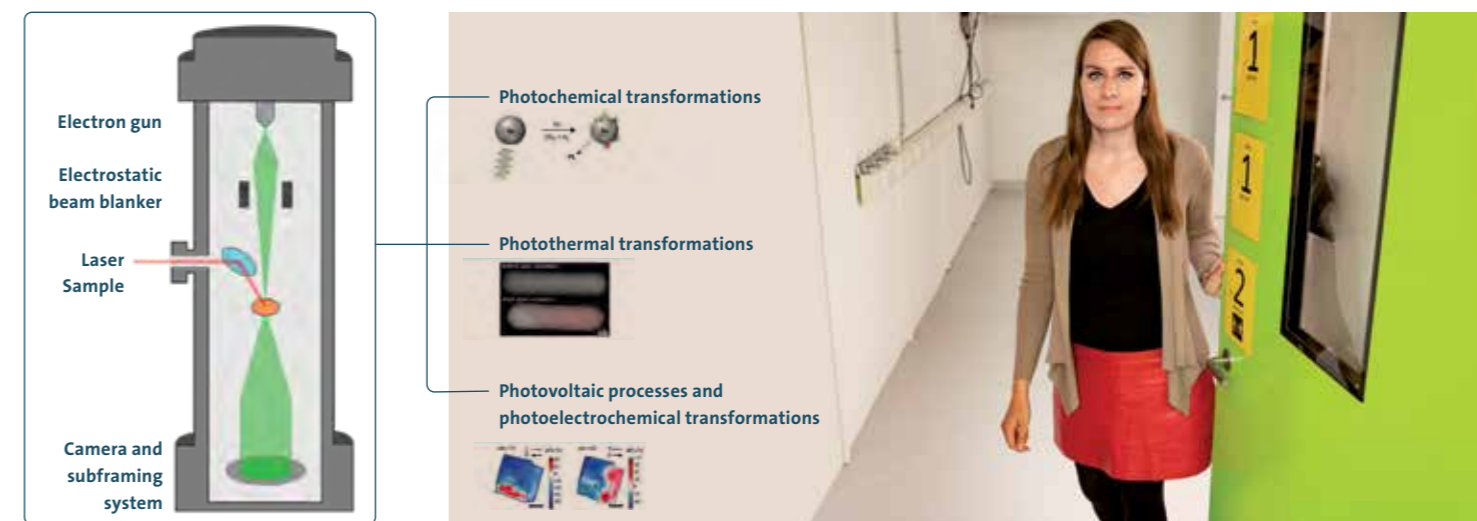 Electron gun
Electrostatic
beam blanker
Laser
Sample
Camera and
subframing
system
Photochemical transformations
Photothermal transformations
Photovoltaic processes and
photoelectrochemical transformations
1
1
2